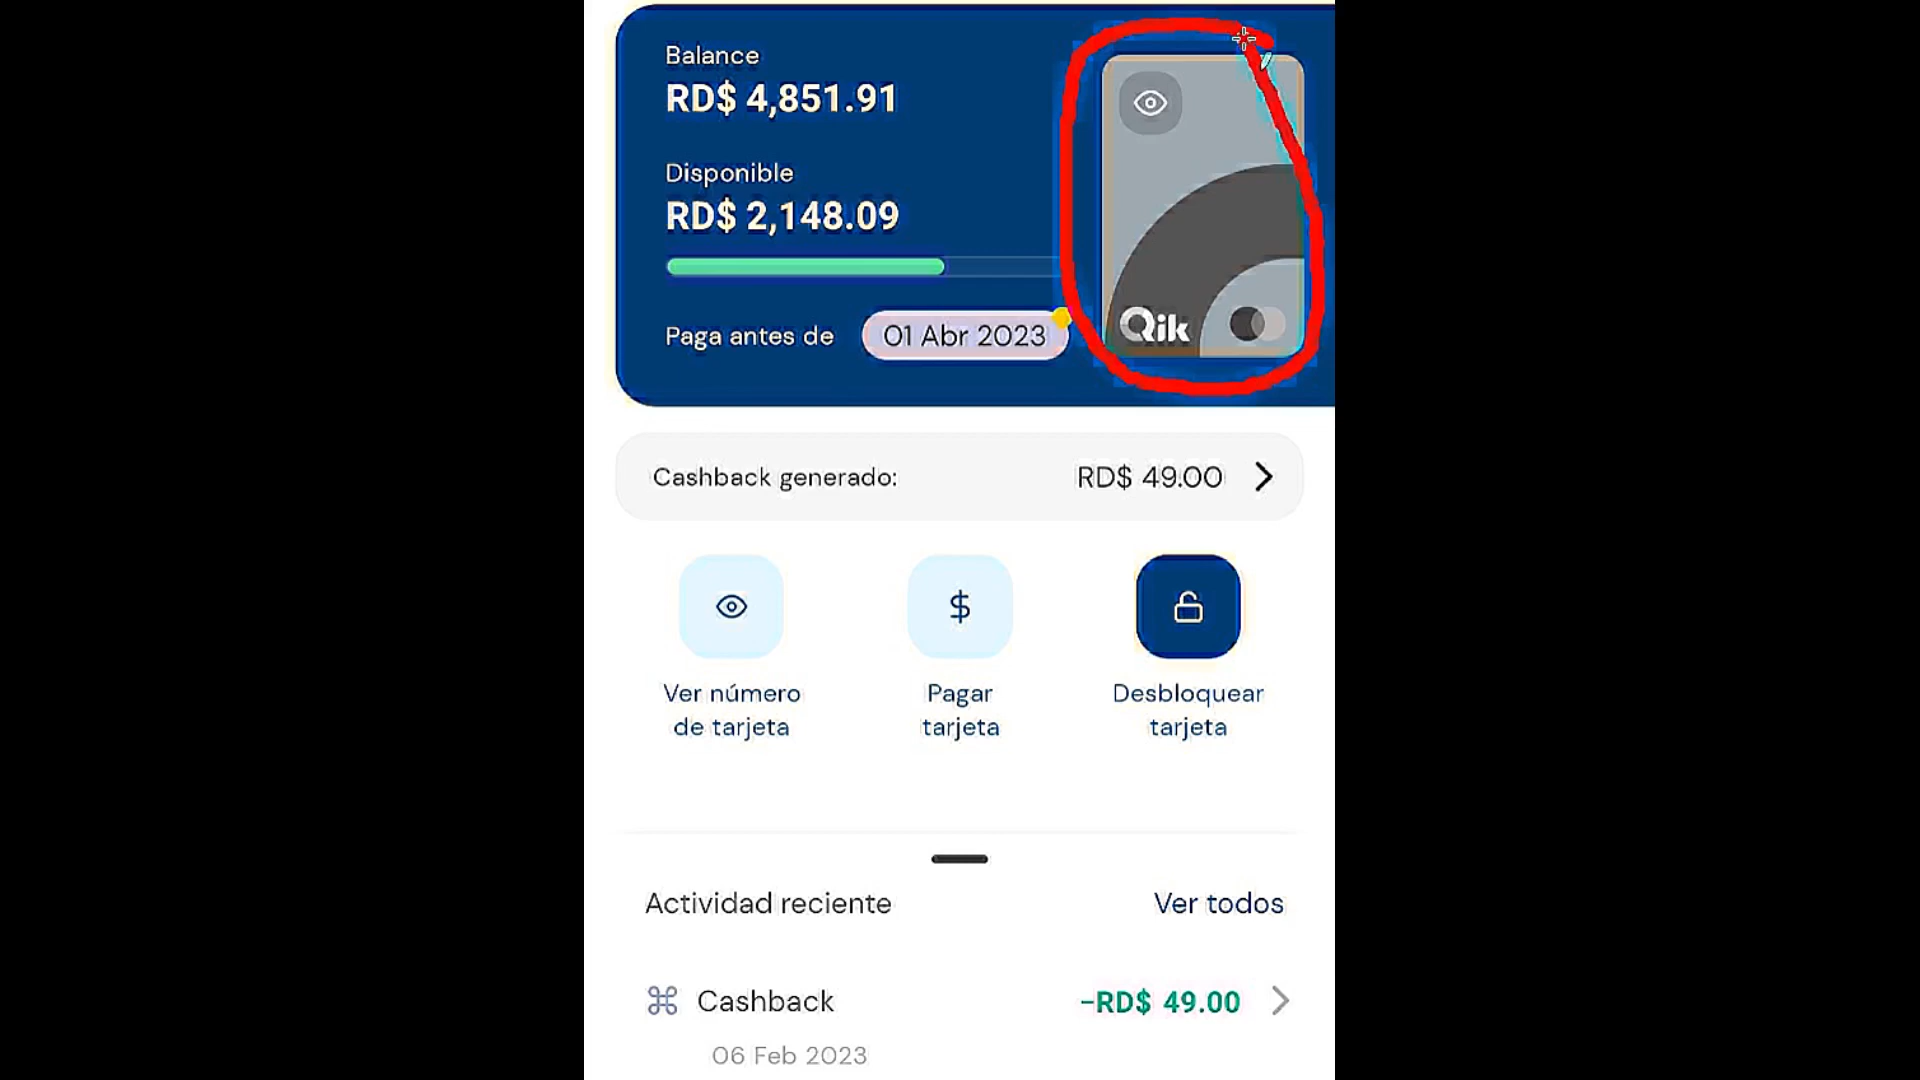 Balance
RD$ 4,851.91
Disponible
RD$ 2,148.09
Paga antes de 01 Abr 2023
Qik
Cashback generado: RD$ 49.00
Ver número
de tarjeta
Pagar
tarjeta
Desbloquear
tarjeta
Actividad reciente Ver todos
Cashback -RD$ 49.00
06 Feb 2023